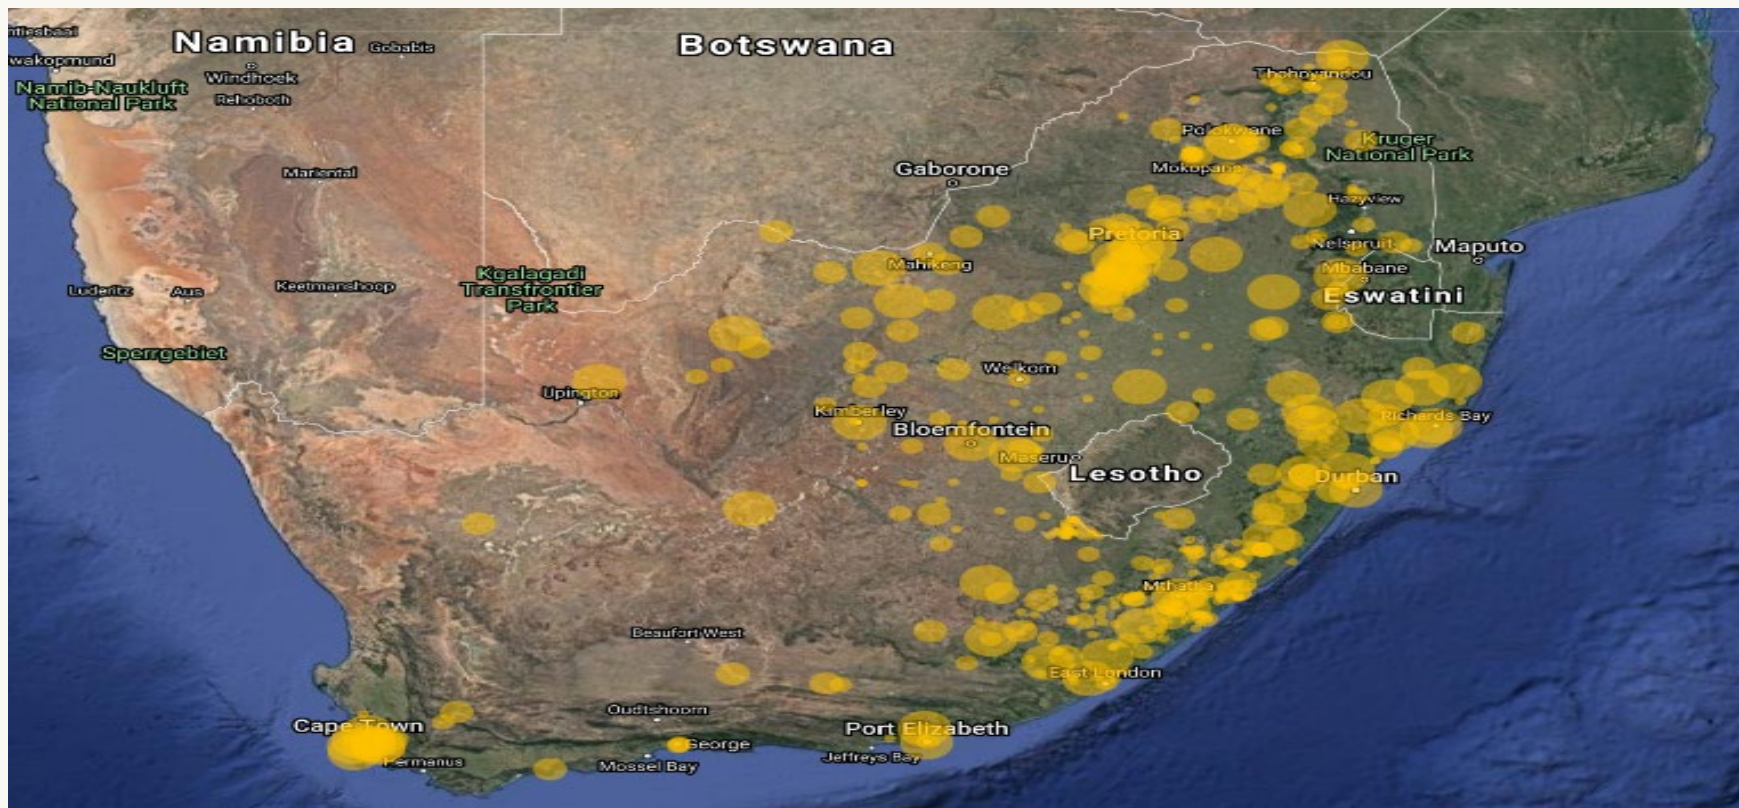 Namibia
Gobabis
Botswana
wakopmund
Windhoek
Namib-Naukluft
National Park
Rehoboth
Thohoyandou
Polokwane
Kruger
National Park
Mokopane
Mariental
Gaborone
Hazyview
Pretoria
Nelspruit
Maputo
Mahikeng
Mbabane
Kgalagadi
Transfrontier
Park
Luderitz
Aus
Keetmanshoop
Eswatini
Sperrgebiet
Welkom
Upington
Kimberley
Richards Bay
Bloemfontein
Maseru
Lesotho
Durban
Mthatha
Beaufort West
East London
Oudtshoorn
Cape Town
Port Elizabeth
George
Hermanus
Mossel Bay
Jeffreys Bay